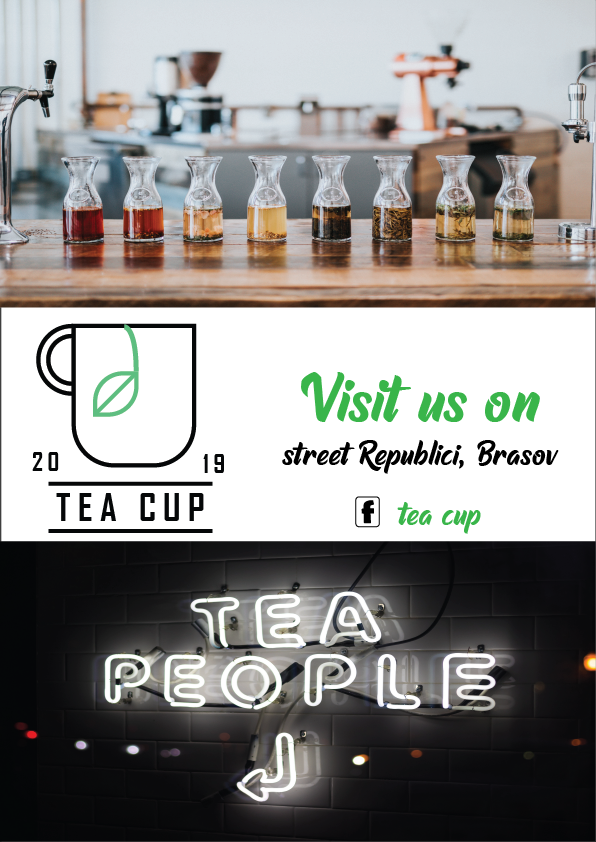 20 19
TEA CUP
Visit us on
street Republici, Brasov
f tea cup
TEA
PEOPLE